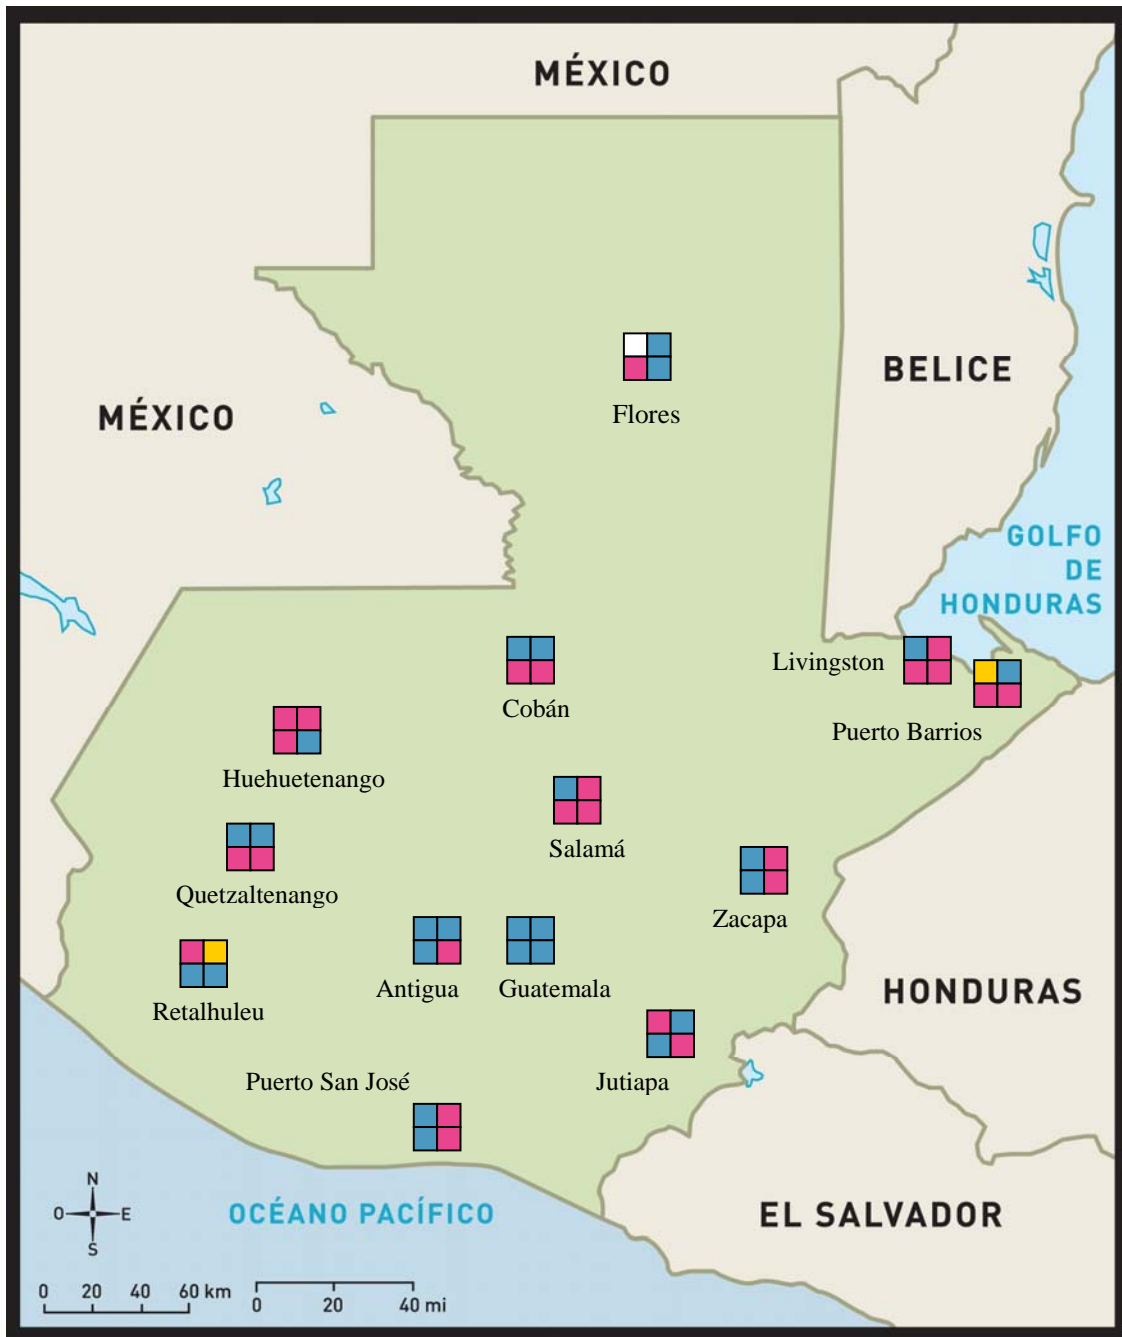 MÉXICO
BELICE
MÉXICO
Flores
GOLFO
DE
HONDURAS
Livingston
Cobán
Puerto Barrios
Huehuetenango
Salamá
Quetzaltenango
Zacapa
Antigua
Guatemala
Retalhuleu
HONDURAS
Puerto San José
Jutiapa
N
O
E
S
OCÉANO PACÍFICO
EL SALVADOR
0 20 40 60 km
0 20 40 mi